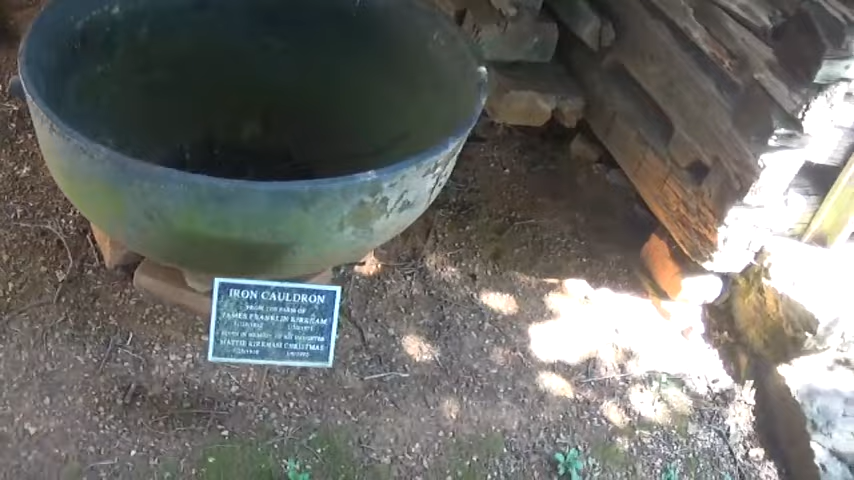 IRON CAULDRON
FROM THE FARM OF
JAMES FRANKLIN KIRKHAM
GIVEN IN MEMORY OF HIS DAUGHTER
MATTIE KIRKHAM CHRISTMAS